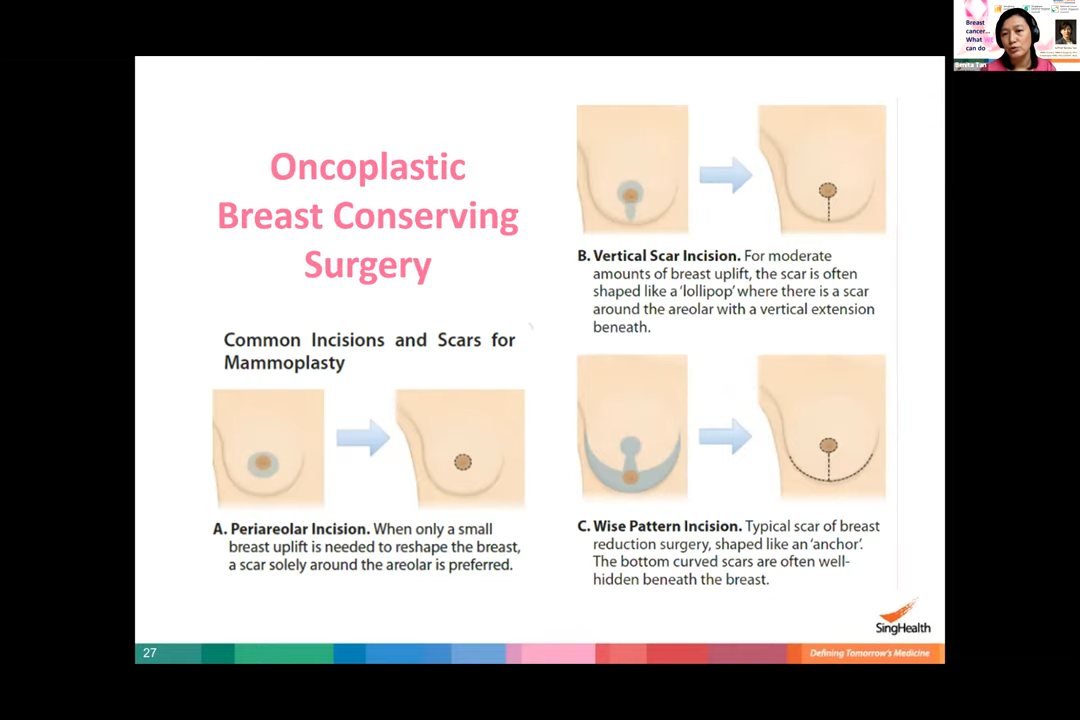 Oncoplastic
Breast Conserving
Surgery
Common Incisions and Scars for
Mammoplasty
A. Periareolar Incision. When only a small
breast uplift is needed to reshape the breast,
a scar solely around the areolar is preferred.
B. Vertical Scar Incision. For moderate
amounts of breast uplift, the scar is often
shaped like a ‘lollipop’ where there is a scar
around the areolar with a vertical extension
beneath.
C. Wise Pattern Incision. Typical scar of breast
reduction surgery, shaped like an ‘anchor’.
The bottom curved scars are often well-
hidden beneath the breast.
SingHealth
27
Defining Tomorrow's Medicine
Breast
cancer...
What we
can do
Benita Tan